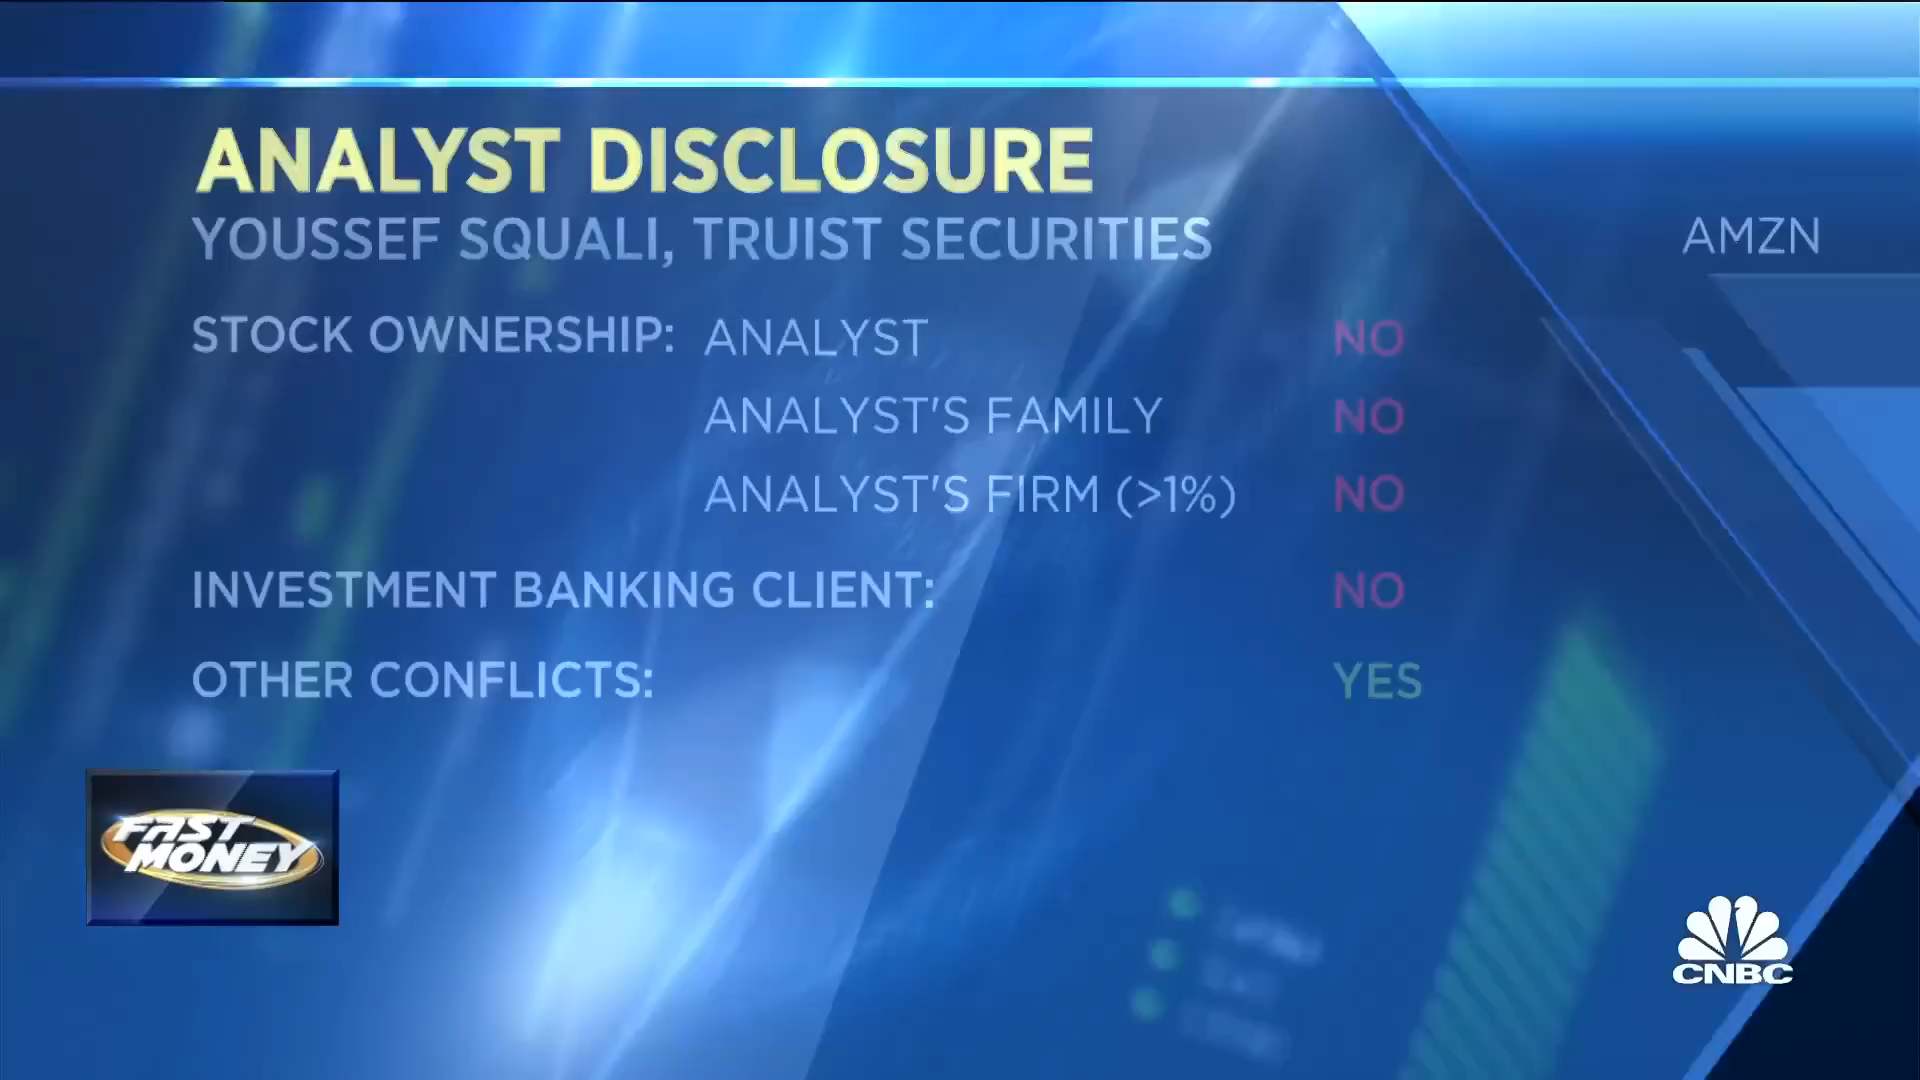 ANALYST DISCLOSURE
YOUSSEF SQUALI, TRUIST SECURITIES
AMZN
STOCK OWNERSHIP: ANALYST NO
ANALYST'S FAMILY NO
ANALYST'S FIRM (>1%) NO
INVESTMENT BANKING CLIENT: NO
OTHER CONFLICTS: YES
FAST
MONEY
CNBC